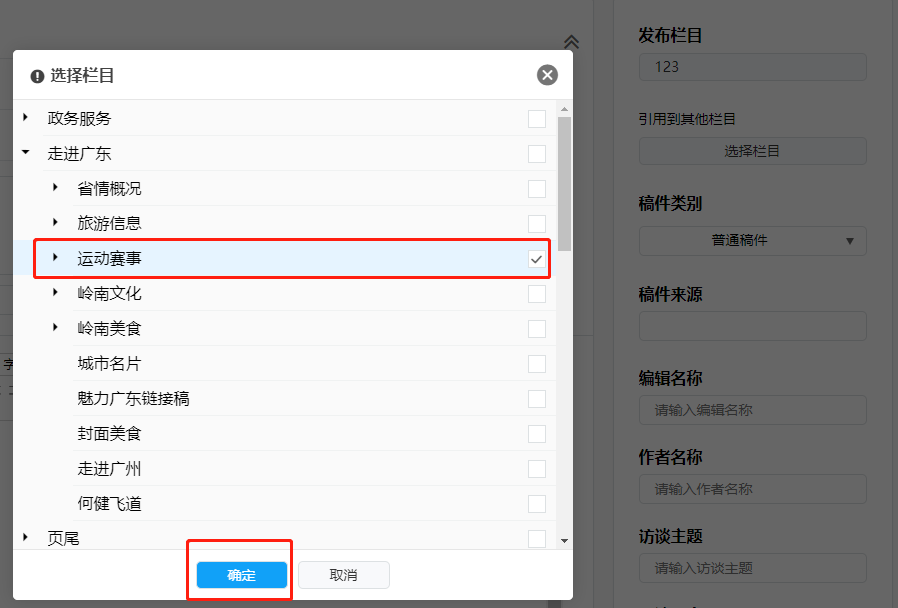 选择栏目
政务服务
走进广东
省情概况
旅游信息
运动赛事
岭南文化
岭南美食
城市名片
魅力广东链接稿
封面美食
走进广州
何健飞道
页尾
确定
取消
发布栏目
123
引用到其他栏目
选择栏目
稿件类别
普通稿件
稿件来源
编辑名称
请输入编辑名称
作者名称
请输入作者名称
访谈主题
请输入访谈主题